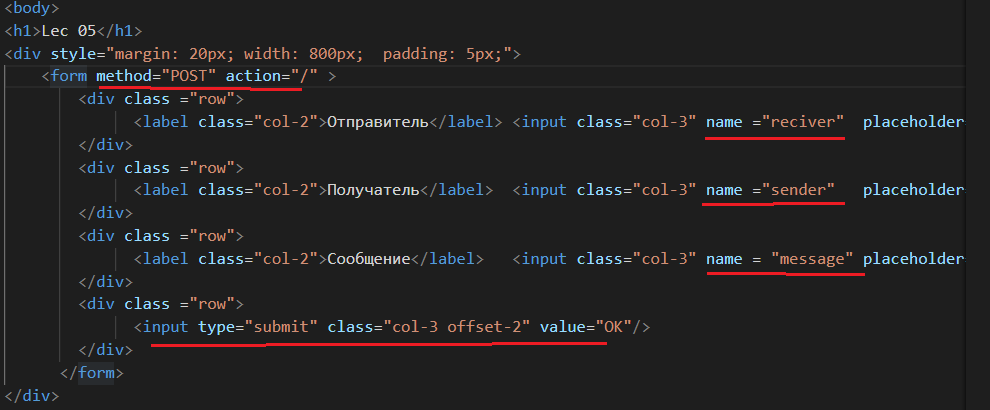 <body>
<h1>Lec 05</h1>
<div style="margin: 20px; width: 800px;  padding: 5px;">
<form method="POST" action="/" >
<div class ="row">
<label class="col-2">Отправитель</label> <input class="col-3" name ="reciver"  placeholder
</div>
<div class ="row">
<label class="col-2">Получатель</label>  <input class="col-3" name ="sender"   placeholder
</div>
<div class ="row">
<label class="col-2">Сообщение</label>   <input class="col-3" name = "message" placeholder
</div>
<div class ="row">
<input type="submit" class="col-3 offset-2" value="OK"/>
</div>
</form>
</div>